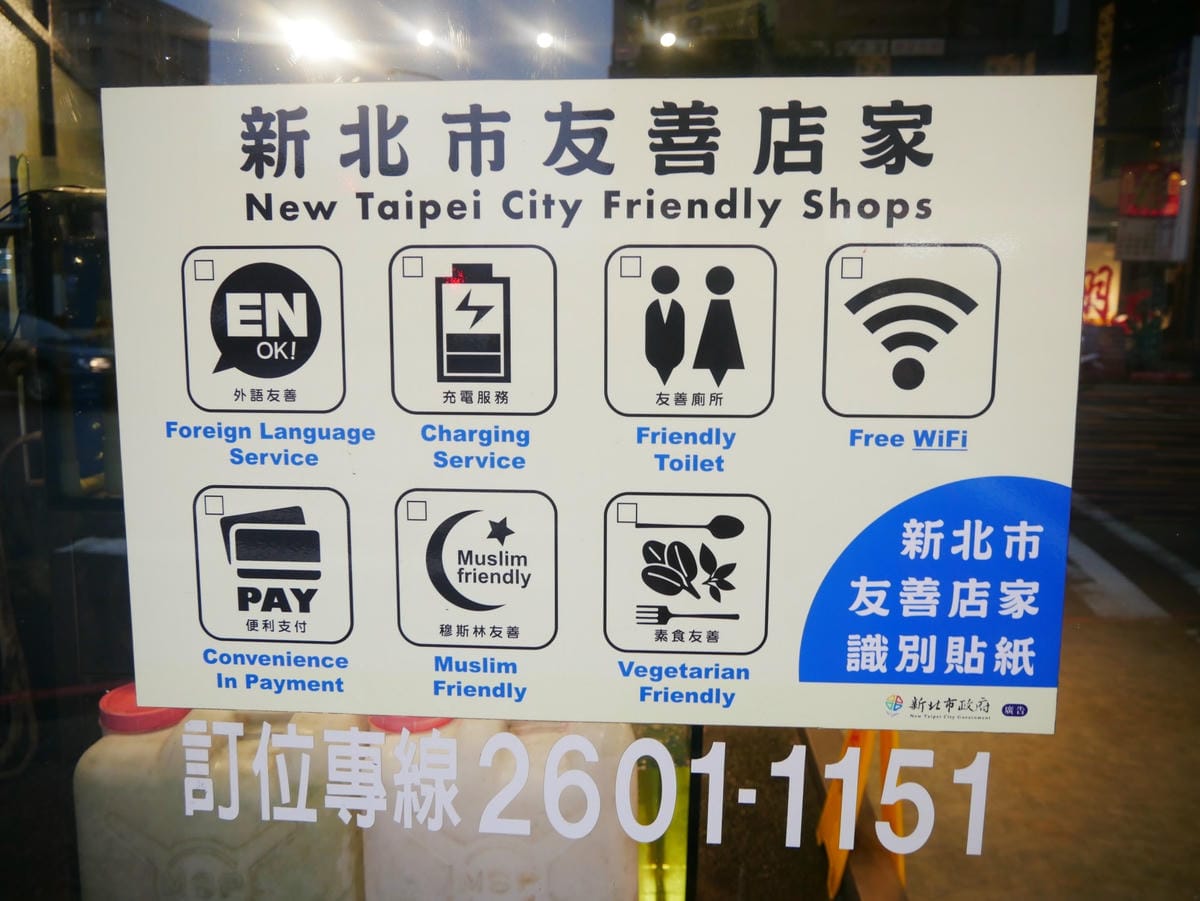 新北市友善店家
New Taipei City Friendly Shops
EN
OK!
外語友善
Foreign Language
Service
充電服務
Charging
Service
友善廁所
Friendly
Toilet
Free WiFi
PAY
便利支付
Convenience
In Payment
Muslim
friendly
穆斯林友善
Muslim
Friendly
素食友善
Vegetarian
Friendly
新北市
友善店家
識別貼紙
新北市政府
New Taipei City Government
廣告
訂位專線2601-1151